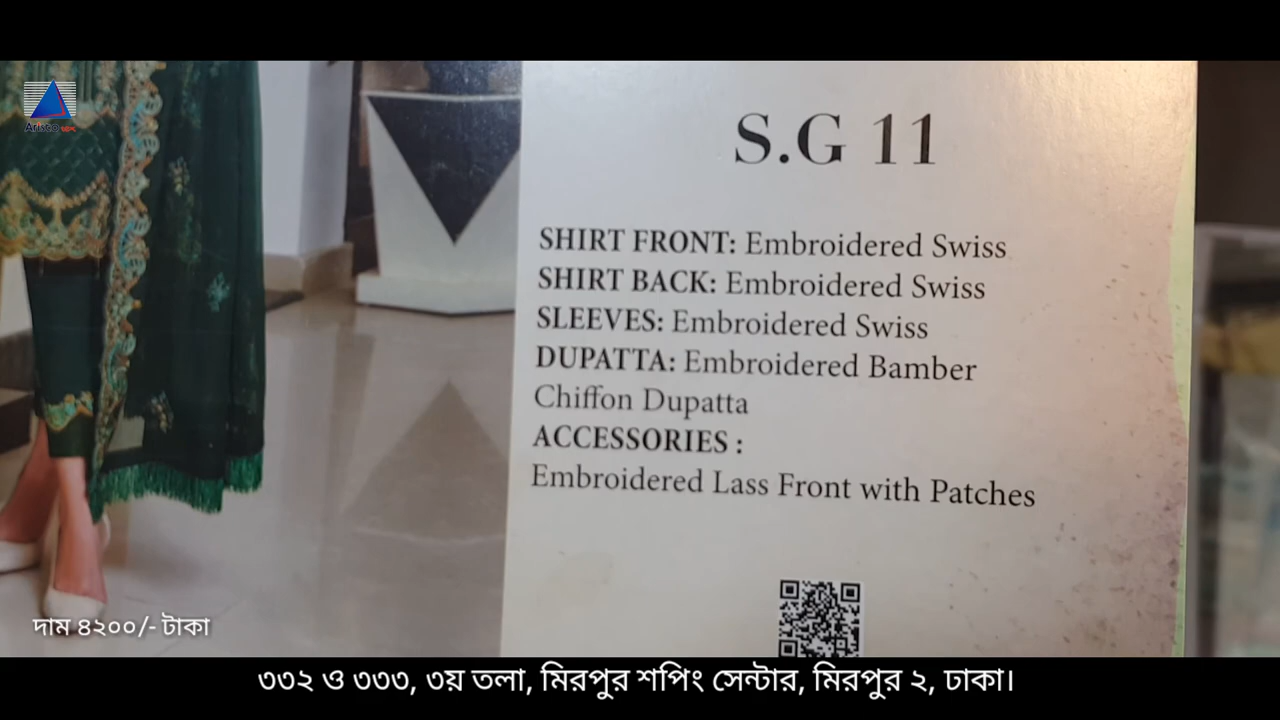 Aristo
S.G 11
SHIRT FRONT: Embroidered Swiss
SHIRT BACK: Embroidered Swiss
SLEEVES: Embroidered Swiss
DUPATTA: Embroidered Bamber
Chiffon Dupatta
ACCESSORIES :
Embroidered Lass Front with Patches
দাম ৪২০০/- টাকা
৩৩২ ও ৩৩৩, ৩য় তলা, মিরপুর শপিং সেন্টার, মিরপুর ২, ঢাকা।